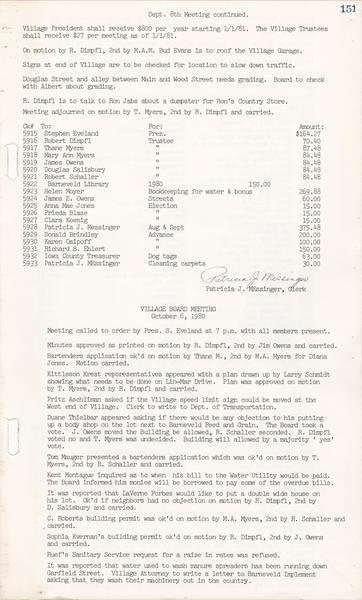 151
Sept. 8th Meeting continued.
Village President shall receive $800 per year starting 1/1/81. The Village Trustees
shall receive $27 per meeting as of 1/1/81.
On motion by R. Dimpfl, 2nd by M.A.M. Bud Evans is to roof the Village Garage.
Signs at end of Village are to be checked for location to slow down traffic.
Douglas Street and alley between Main and Wood Street needs grading. Board to check
with Albert about grading.
R. Dimpfl is to talk to Ron Jabs about a dumpster for Ron's Country Store.
Meeting adjourned on motion by T. Myers, 2nd by R. Dimpfl and carried.
Ck# To: For: Amount:
5915 Stephen Eveland Pres. $164.27
5916 Robert Dimpfl Trustee 70.40
5917 Thane Myers " 87.48
5918 Mary Ann Myers " 84.48
5919 James Owens " 84.48
5920 Douglas Salisbury " 84.48
5921 Robert Schaller " 84.48
5922 Barneveld Library 1980 150.00
5923 Helen Moyer Bookkeeping for water & bonus 269.88
5924 James E. Owens Streets 60.00
5925 Anna Mae Jones Election 15.00
5926 Frieda Blase " 15.00
5927 Clara Koenig " 15.00
5928 Patricia J. Messinger Aug & Sept 375.48
5929 Donald Brindley Advance 200.00
5930 Karen Osipoff " 100.00
5931 Richard B. Ehlert " 150.00
5932 Iowa County Treasurer Dog tags 63.00
5933 Patricia J. MEssinger Cleaning carpets 30.00
Patricia J. Messinger
Patricia J. MEssinger, Clerk
VILLAGE BOARD MEETING
October 6, 1980
Meeting called to order by Pres. S. Eveland at 7 p.m. with all members present.
Minutes approved as printed on motion by R. Dimpfl, 2nd by Jim Owens and carried.
Bartenders application ok'd on motion by Thane M., 2nd by M.A. Myers for Diana
Jones. Motion carried.
Kittleson Krest reporesentatives appeared with a plan drawn up by Larry Schmidt
showing what needs to be done on Lin-Mar Drive. Plan was approved on motion
by T. Myers, 2nd by R. Dimpfl and carried.
Fritz Aschliman asked if the Village speed limit sign could be moved at the
West end of Village. Clerk to write to Dept. of Transportation.
Duane Thielbar appeared asking if there would be any objection to his putting
up a body shop on the lot next to Barneveld Feed and Grain. The Board took a
vote. J. Owens moved the Building be allowed, R. Schaller seconded. R. Dimpfl
voted no and T. Myers was undecided. Building will allowed by a majority ' yes'
vote.
Tom Mauger presented a bartenders application which was ok'd on motion by T.
Myers, 2nd by R. Schaller and carried.
Kent Montague inquired as to when his bill to the Water Utility would be paid.
The Board informed his monies will be borrowed to pay some of the overdue bills.
It was reported that LaVerne Forbes would like to put a double wide house on
his lot. Ok'd if neighbors had no objection on motion by R. Dimpfl, 2nd by
D. Salisbury and carried.
C. Roberts building permit was ok'd on motion by M.A. Myers, 2nd by R. Schaller and
carried.
Sophia Kvernan's building permit ok'd on motion by R. Dimpfl, 2nd by J. Owens
and carried.
Ruef's Sanitary Service request for a raise in rates was refused.
It was reported that water used to wash manure spreaders has been running down
Garfield Street. Village Attorney to write a letter to Barneveld Implement
asking that they wash their machinery out in the country.